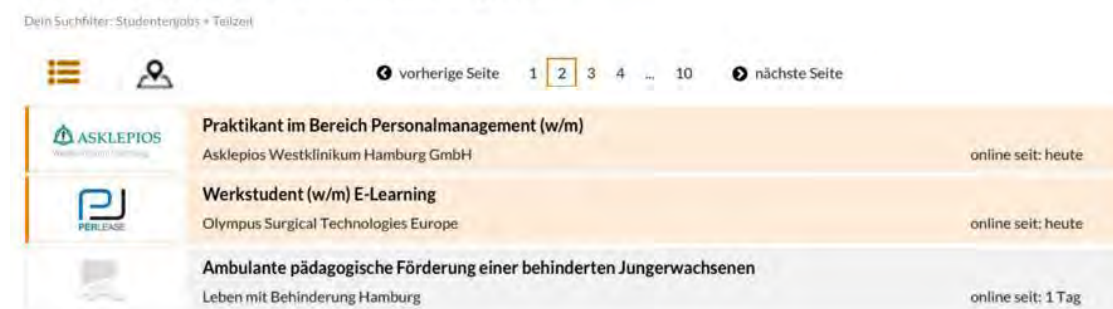 Dein Suchfilter: Studentenjobs + Teilzeit
vorherige Seite 1 2 3 4 ... 10 nächste Seite
ASKLEPIOS
Praktikant im Bereich Personalmanagement (w/m)
Asklepios Westklinikum Hamburg GmbH online seit: heute
PERLEASE
Werkstudent (w/m) E-Learning
Olympus Surgical Technologies Europe online seit: heute
Ambulante pädagogische Förderung einer behinderten Jungerwachsenen
Leben mit Behinderung Hamburg online seit: 1 Tag